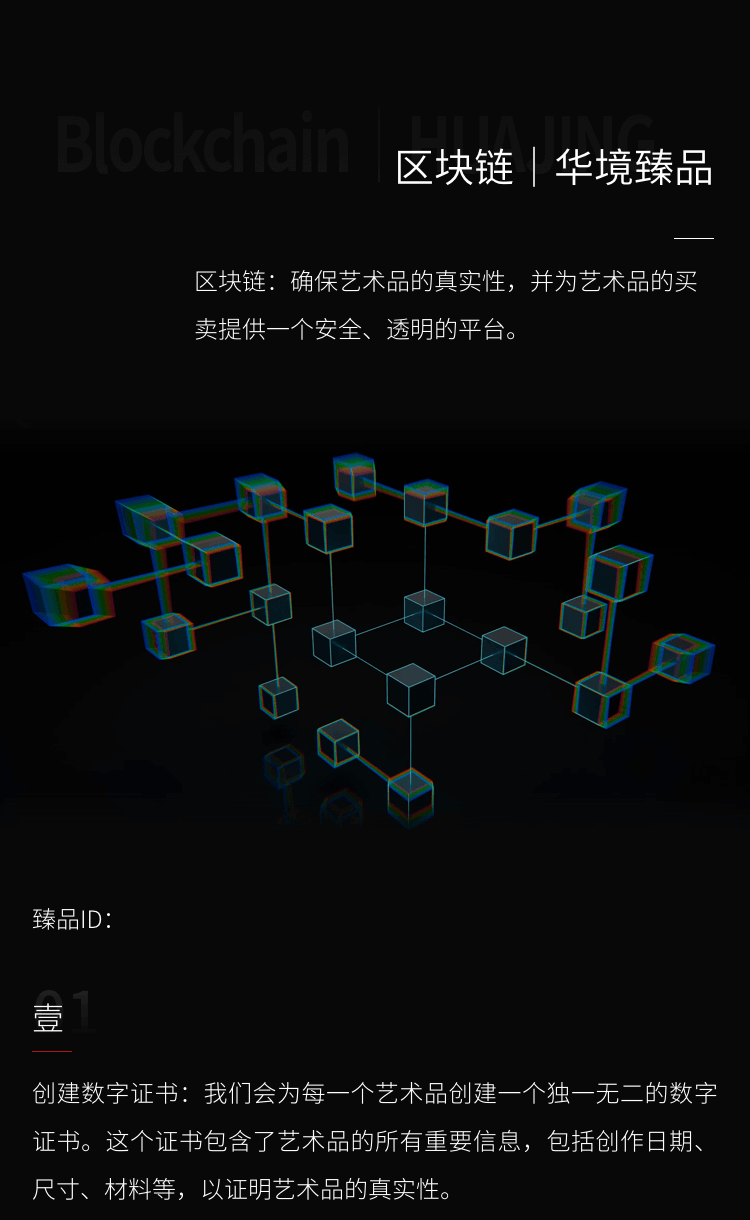 Blockchain | HUAJING
区块链｜华境臻品
区块链：确保艺术品的真实性，并为艺术品的买
卖提供一个安全、透明的平台。
臻品ID：
01
壹
创建数字证书：我们会为每一个艺术品创建一个独一无二的数字
证书。这个证书包含了艺术品的所有重要信息，包括创作日期、
尺寸、材料等，以证明艺术品的真实性。